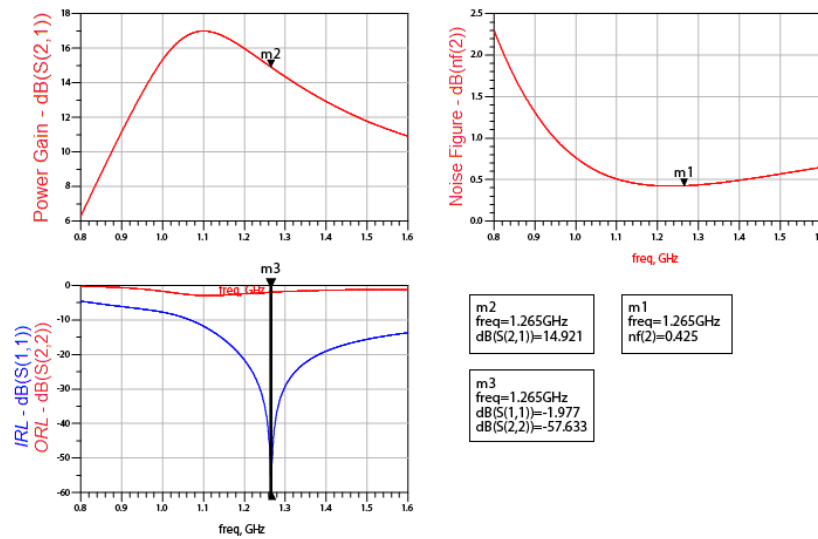 Power Gain - dB(S(2,1)
18
16
14
12
10
8
6
m2
0.8 0.9 1.0 1.1 1.2 1.3 1.4 1.5 1.6
Noise Figure - dB(nf(2)
2.5
2.0
1.5
1.0
0.5
0.0
m1
0.8 0.9 1.0 1.1 1.2 1.3 1.4 1.5 1.6
freq, GHz
IRL - dB(S(1,1))
ORL - dB(S(2,2))
m3
0
-10
-20
-30
-40
-50
-60
freq, GHz
0.8 0.9 1.0 1.1 1.2 1.3 1.4 1.5 1.6
freq, GHz
m2
freq=1.265GHz
dB(S(2,1)=14.921
m1
freq=1.265GHz
nf(2)=0.425
m3
freq=1.265GHz
dB(S(1,1))=-1.977
dB(S(2,2))=-57.633